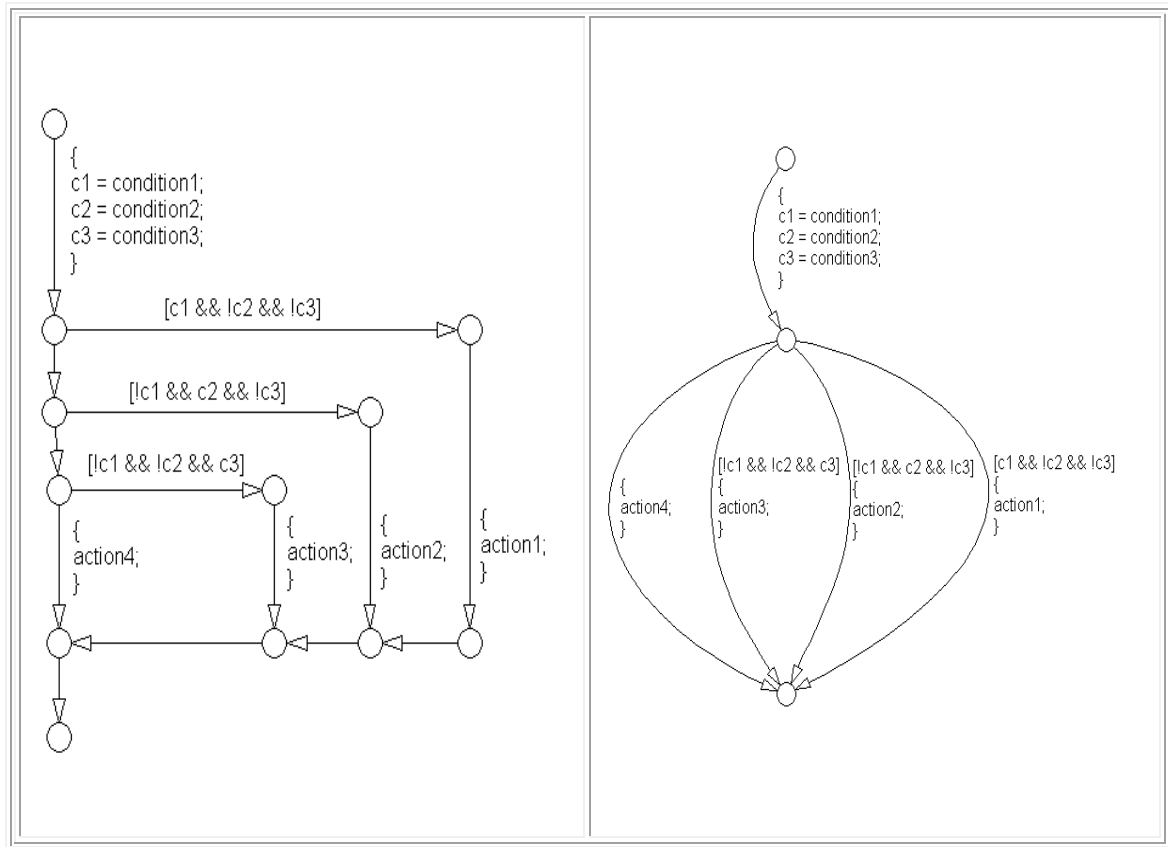 {
c1 = condition1;
c2 = condition2;
c3 = condition3;
}
[c1 && !c2 && !c3]
[!c1 && c2 && !c3]
[!c1 && !c2 && c3]
{
action4;
}
{
action3;
}
{
action2;
}
{
action1;
}
{
c1 = condition1;
c2 = condition2;
c3 = condition3;
}
{
action4;
}
[!c1 && !c2 && c3]
{
action3;
}
[!c1 && c2 && !c3]
{
action2;
}
[c1 && !c2 && !c3]
{
action1;
}